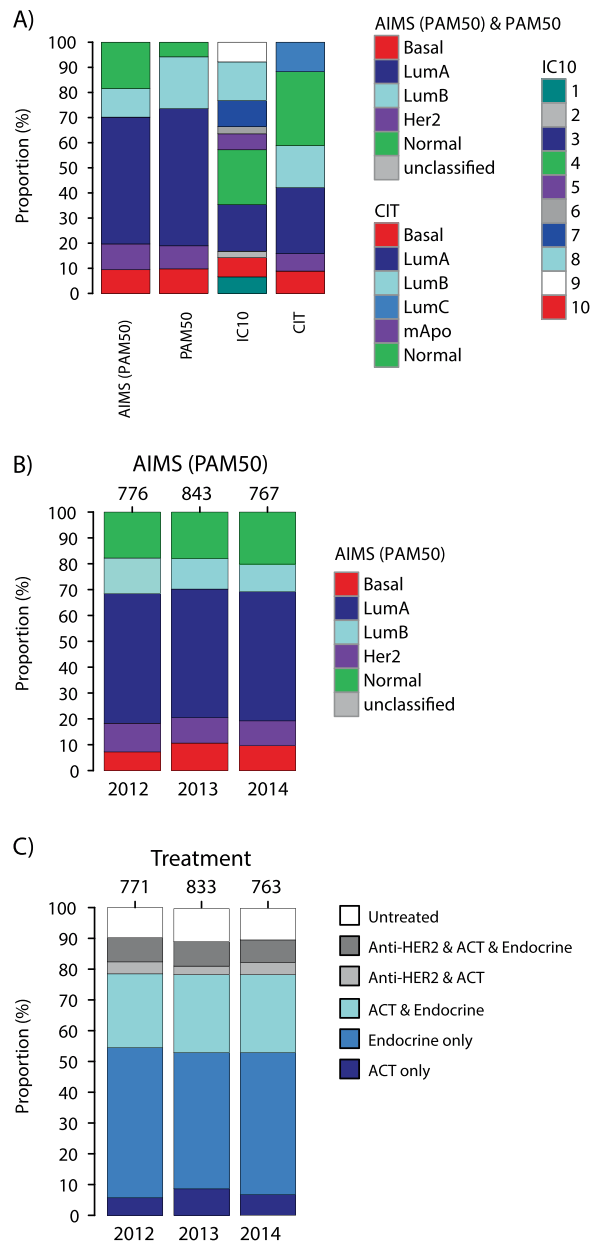 A)
Proportion (%)
100
90
80
70
60
50
40
30
20
10
0
AIMS (PAM50)
PAM50
IC10
CIT
AIMS (PAM50) & PAM50
Basal
LumA
LumB
Her2
Normal
unclassified
CIT
Basal
LumA
LumB
LumC
mApo
Normal
IC10
1
2
3
4
5
6
7
8
9
10
B)
AIMS (PAM50)
776 843 767
Proportion (%)
100
90
80
70
60
50
40
30
20
10
0
2012 2013 2014
AIMS (PAM50)
Basal
LumA
LumB
Her2
Normal
unclassified
C)
Treatment
771 833 763
Proportion (%)
100
90
80
70
60
50
40
30
20
10
0
2012 2013 2014
Untreated
Anti-HER2 & ACT & Endocrine
Anti-HER2 & ACT
ACT & Endocrine
Endocrine only
ACT only